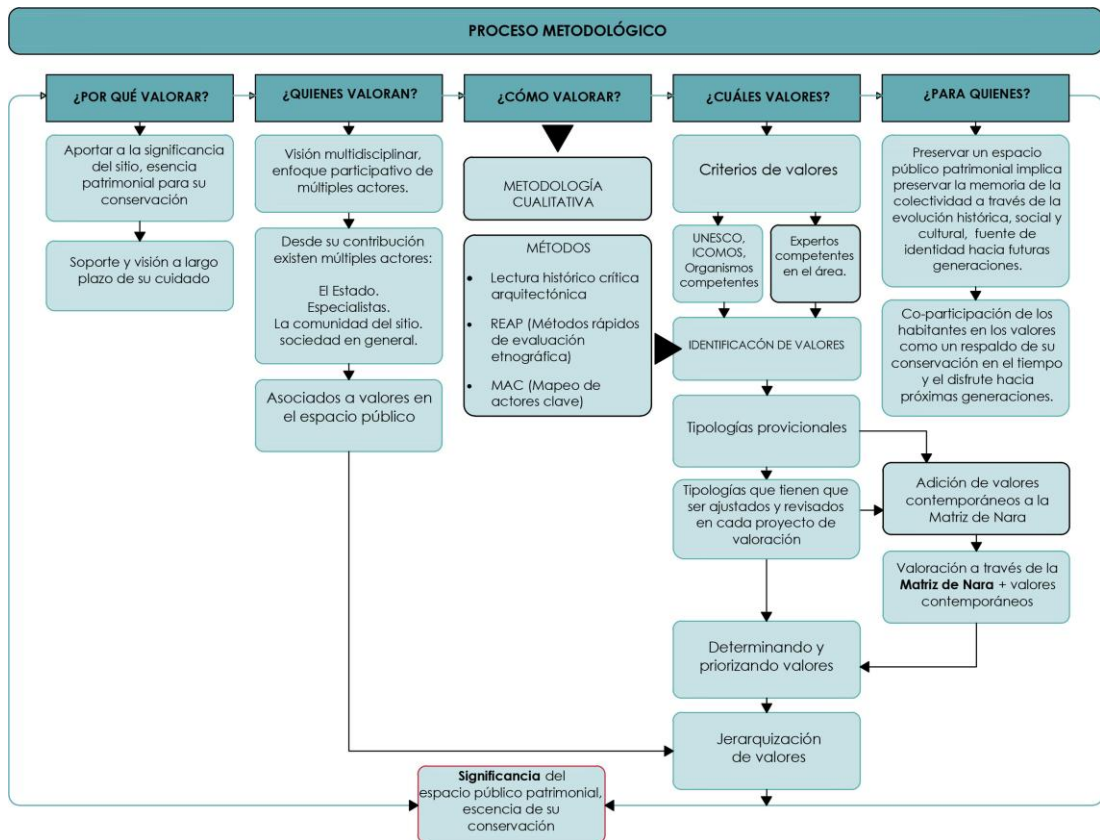 PROCESO METODOLÓGICO
¿POR QUÉ VALORAR?
Aportar a la significancia
del sitio, esencia
patrimonial para su
conservación
Soporte y visión a largo
plazo de su cuidado
¿QUIENES VALORAN?
Visión multidisciplinar,
enfoque participativo de
múltiples actores.
Desde su contribución
existen múltiples actores:
El Estado.
Especialistas.
La comunidad del sitio.
sociedad en general.
Asociados a valores en
el espacio público
¿CÓMO VALORAR?
METODOLOGÍA
CUALITATIVA
MÉTODOS
• Lectura histórico crítica
arquitectónica
• REAP (Métodos rápidos
de evaluación
etnográfica)
• MAC (Mapeo de
actores clave)
¿CUÁLES VALORES?
Criterios de valores
UNESCO,
ICOMOS,
Organismos
competentes
Expertos
competentes
en el área.
IDENTIFICACÓN DE VALORES
Tipologías provicionales
Tipologías que tienen que
ser ajustados y revisados
en cada proyecto de
valoración
Determinando y
priorizando valores
Jerarquización
de valores
¿PARA QUIENES?
Preservar un espacio
público patrimonial implica
preservar la memoria de la
colectividad a través de la
evolución histórica, social y
cultural, fuente de
identidad hacia futuras
generaciones.
Co-participación de los
habitantes en los valores
como un respaldo de su
conservación en el tiempo
y el disfrute hacia
próximas generaciones.
Adición de valores
contemporáneos a la
Matriz de Nara
Valoración a través de la
Matriz de Nara + valores
contemporáneos
Significancia del
espacio público patrimonial,
escencia de su
conservación